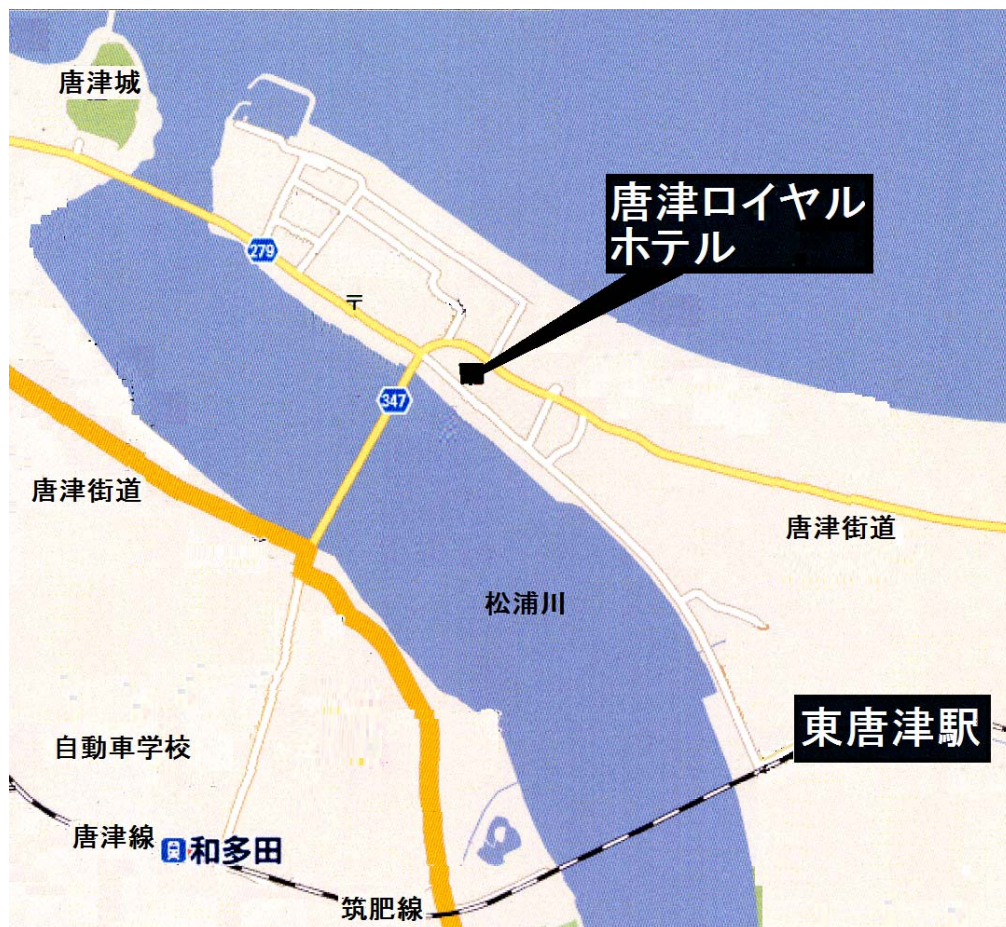 唐津城
唐津ロイヤル
ホテル
279
〒
347
唐津街道
唐津街道
松浦川
東唐津駅
自動車学校
唐津線
和多田
筑肥線